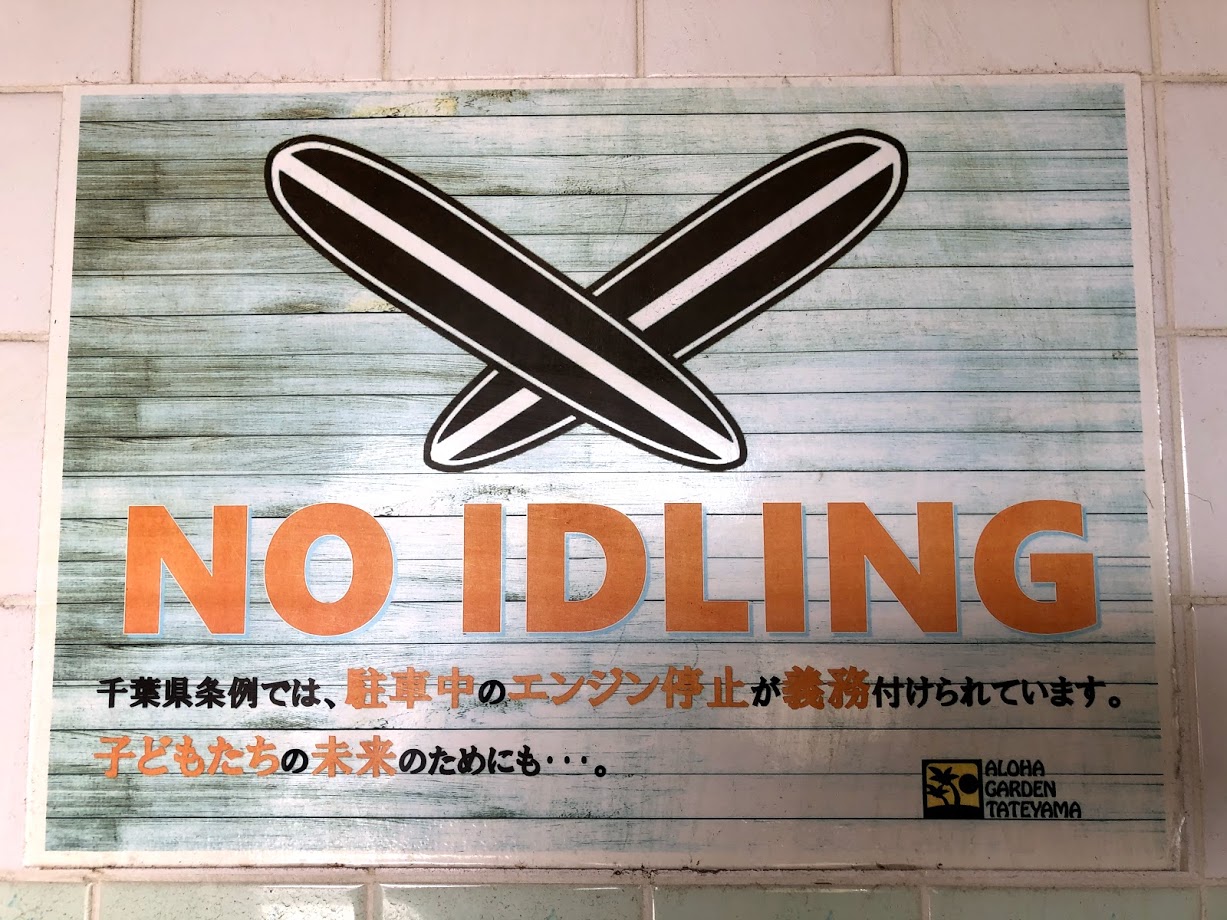 NO IDLING
千葉県条例では、駐車中のエンジン停止が義務付けられています。
子どもたちの未来のためにも・・・。
ALOHA
GARDEN
TATEYAMA